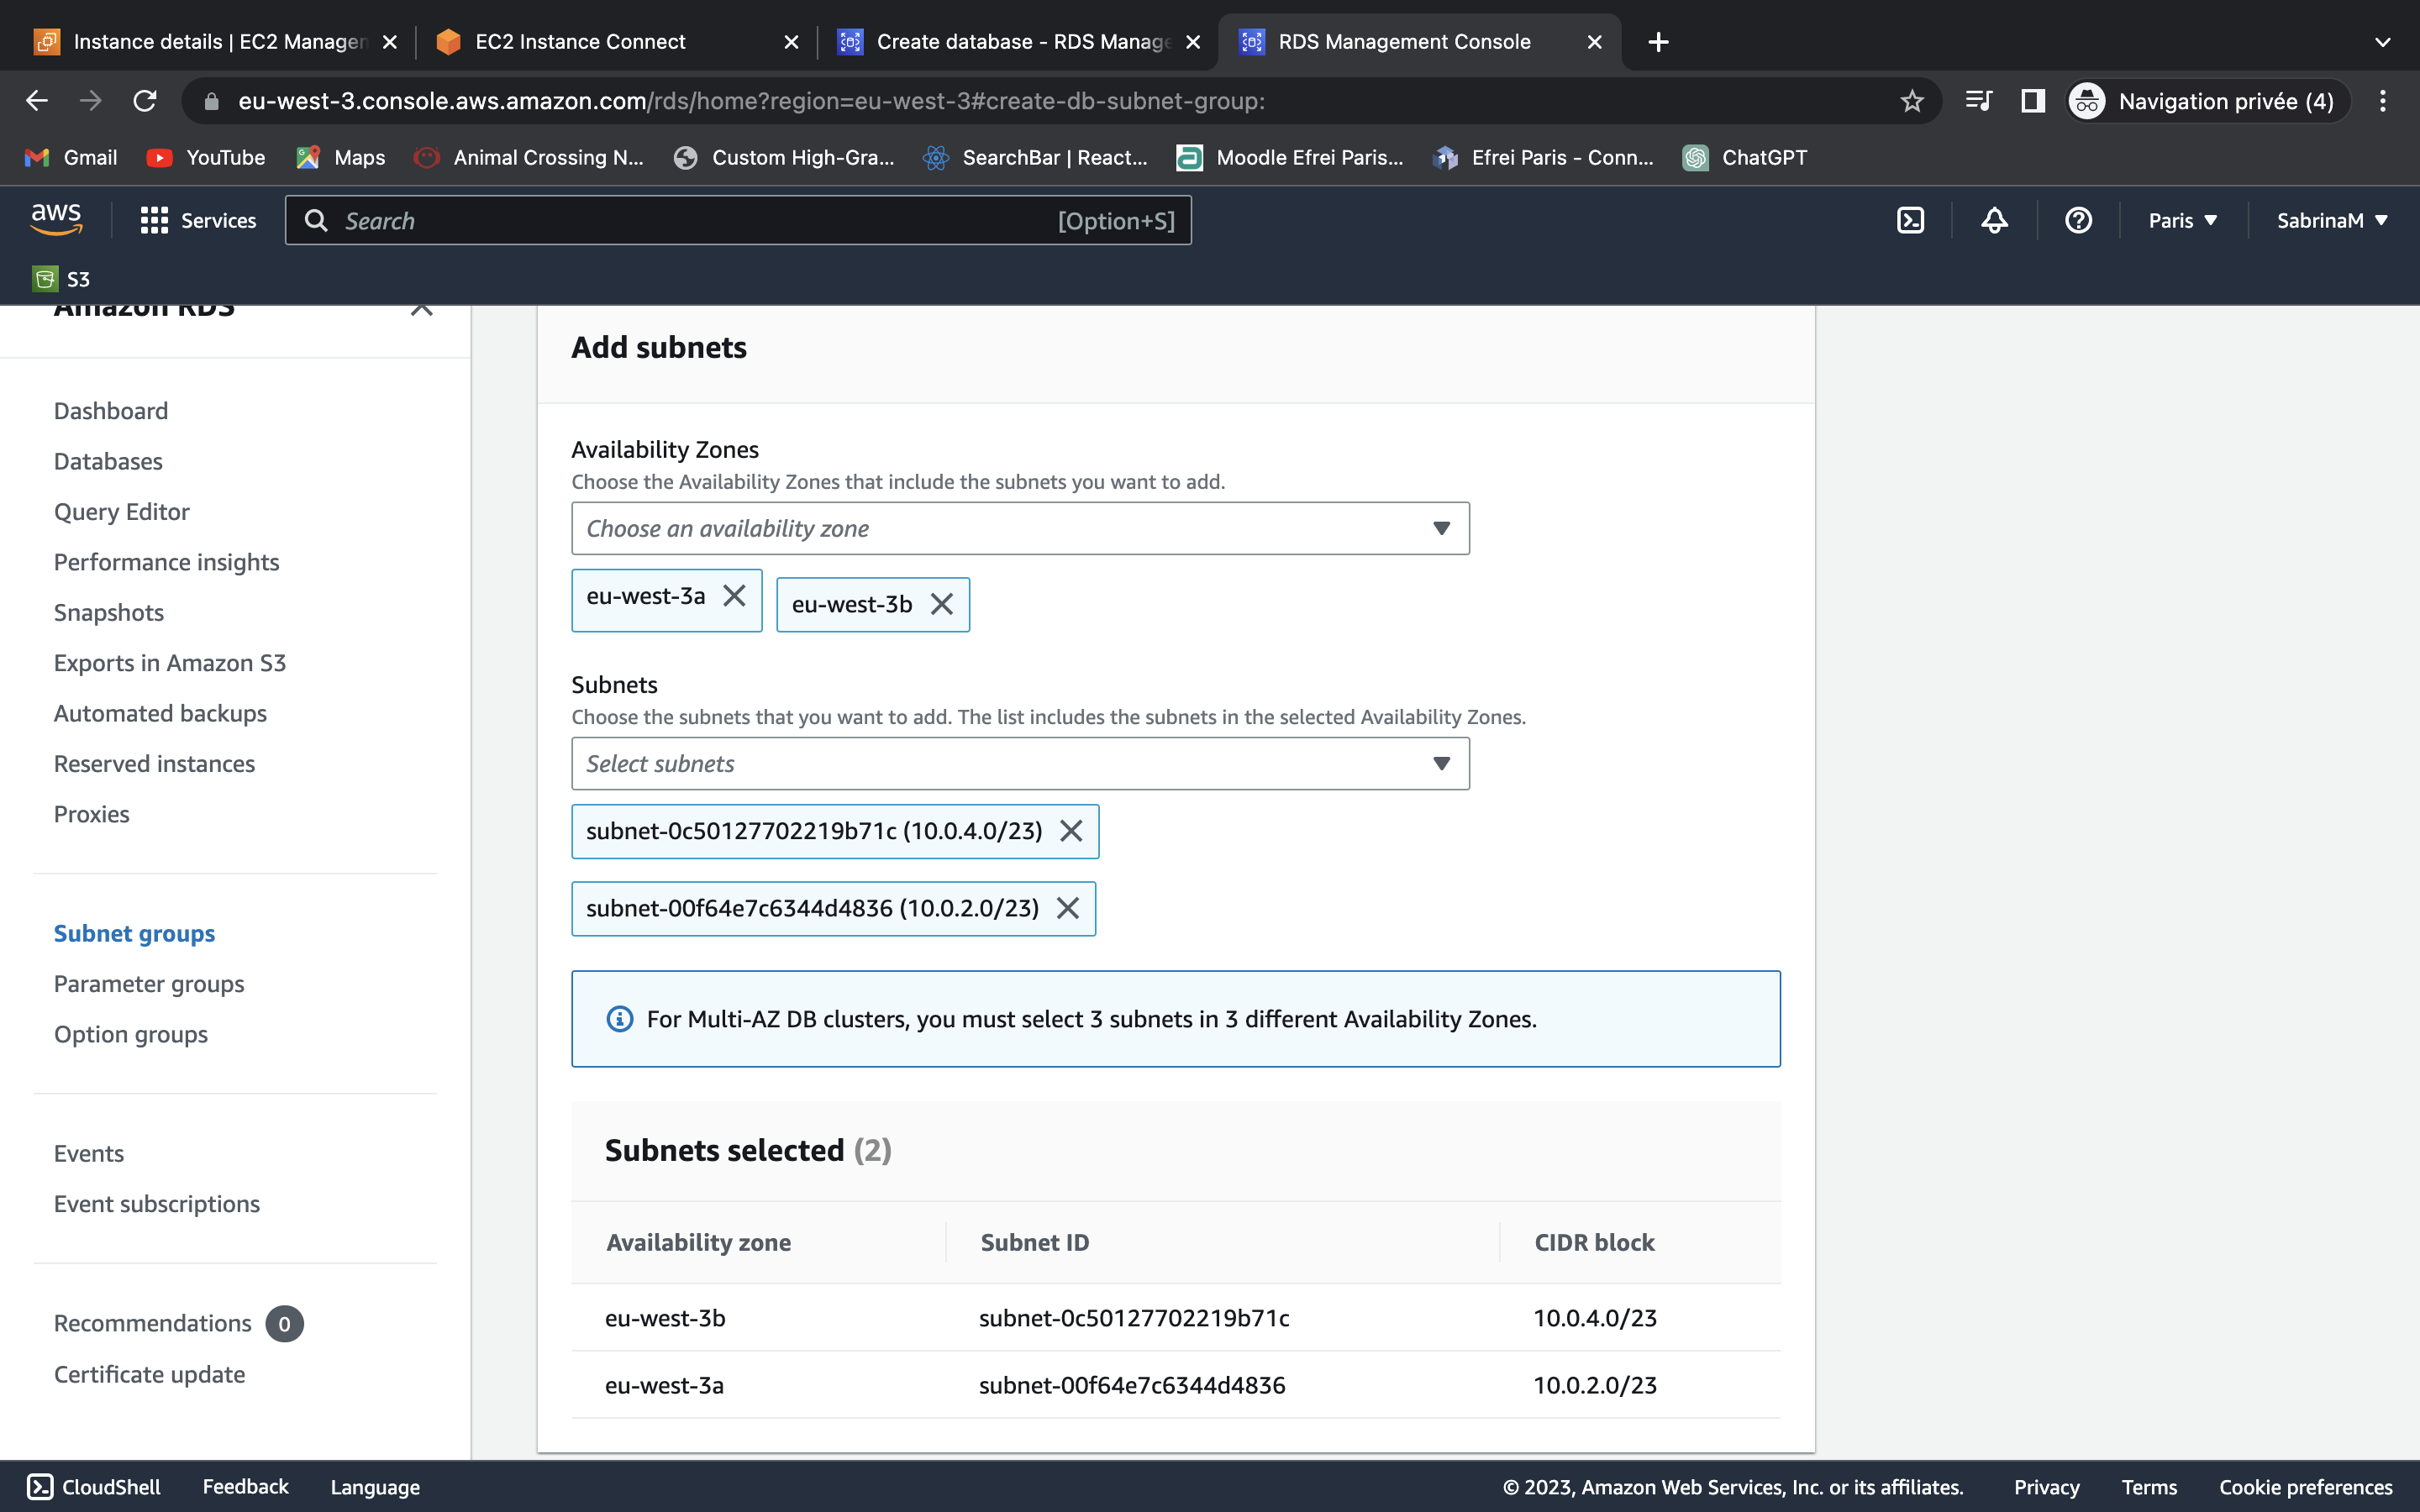 Instance details | EC2 Managen
EC2 Instance Connect
Create database - RDS Manage
RDS Management Console
eu-west-3.console.aws.amazon.com/rds/home?region=eu-west-3#create-db-subnet-group:
Navigation privée (4)
Gmail
YouTube
Maps
Animal Crossing N...
Custom High-Gra...
SearchBar | React...
Moodle Efrei Paris...
Efrei Paris - Conn...
ChatGPT
aws
Services
Search
[Option+S]
Paris
SabrinaM
S3
Amazon RDS
Dashboard
Databases
Query Editor
Performance insights
Snapshots
Exports in Amazon S3
Automated backups
Reserved instances
Proxies
Subnet groups
Parameter groups
Option groups
Events
Event subscriptions
Recommendations 0
Certificate update
Add subnets
Availability Zones
Choose the Availability Zones that include the subnets you want to add.
Choose an availability zone
eu-west-3a
eu-west-3b
Subnets
Choose the subnets that you want to add. The list includes the subnets in the selected Availability Zones.
Select subnets
subnet-0c50127702219b71c (10.0.4.0/23)
subnet-00f64e7c6344d4836 (10.0.2.0/23)
For Multi-AZ DB clusters, you must select 3 subnets in 3 different Availability Zones.
Subnets selected (2)
Availability zone Subnet ID CIDR block
eu-west-3b subnet-0c50127702219b71c 10.0.4.0/23
eu-west-3a subnet-00f64e7c6344d4836 10.0.2.0/23
CloudShell
Feedback
Language
© 2023, Amazon Web Services, Inc. or its affiliates.
Privacy
Terms
Cookie preferences